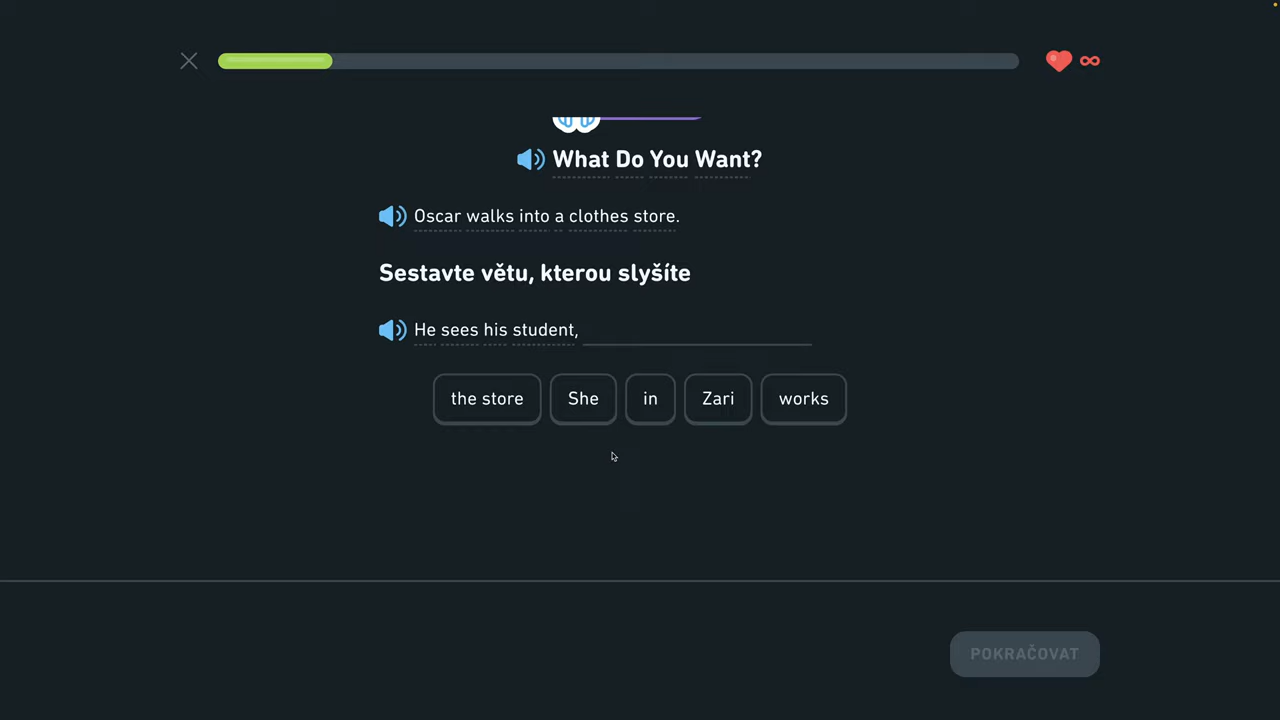 What Do You Want?
Oscar walks into a clothes store.
Sestavte větu, kterou slyšíte
He sees his student,
the store She in Zari works
POKRAČOVAT